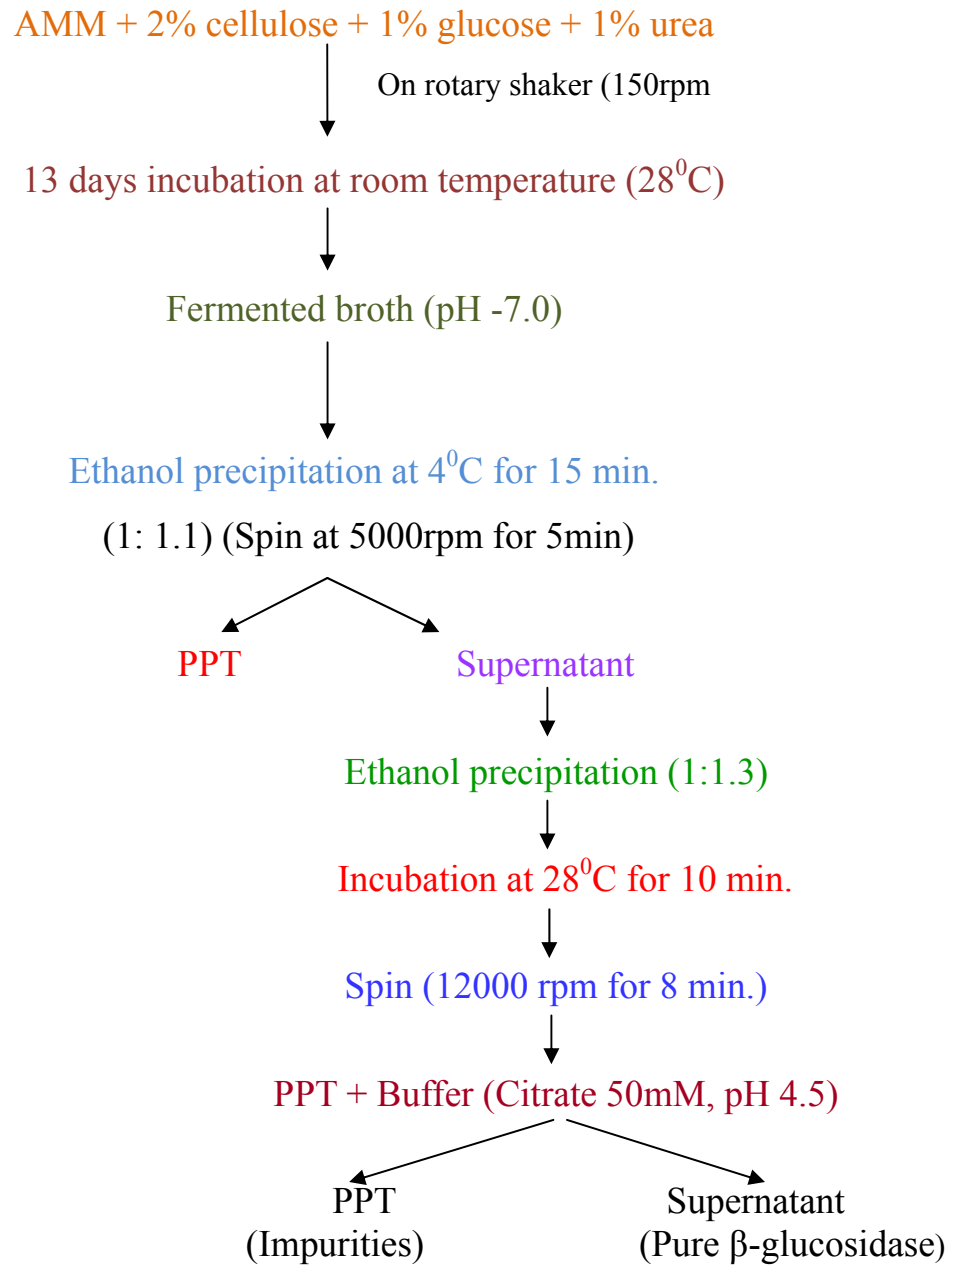 AMM + 2% cellulose + 1% glucose + 1% urea
On rotary shaker (150rpm
13 days incubation at room temperature (28⁰C)
Fermented broth (pH -7.0)
Ethanol precipitation at 4⁰C for 15 min.
(1: 1.1) (Spin at 5000rpm for 5min)
PPT
Supernatant
Ethanol precipitation (1:1.3)
Incubation at 28⁰C for 10 min.
Spin (12000 rpm for 8 min.)
PPT + Buffer (Citrate 50mM, pH 4.5)
PPT
(Impurities)
Supernatant
(Pure β-glucosidase)